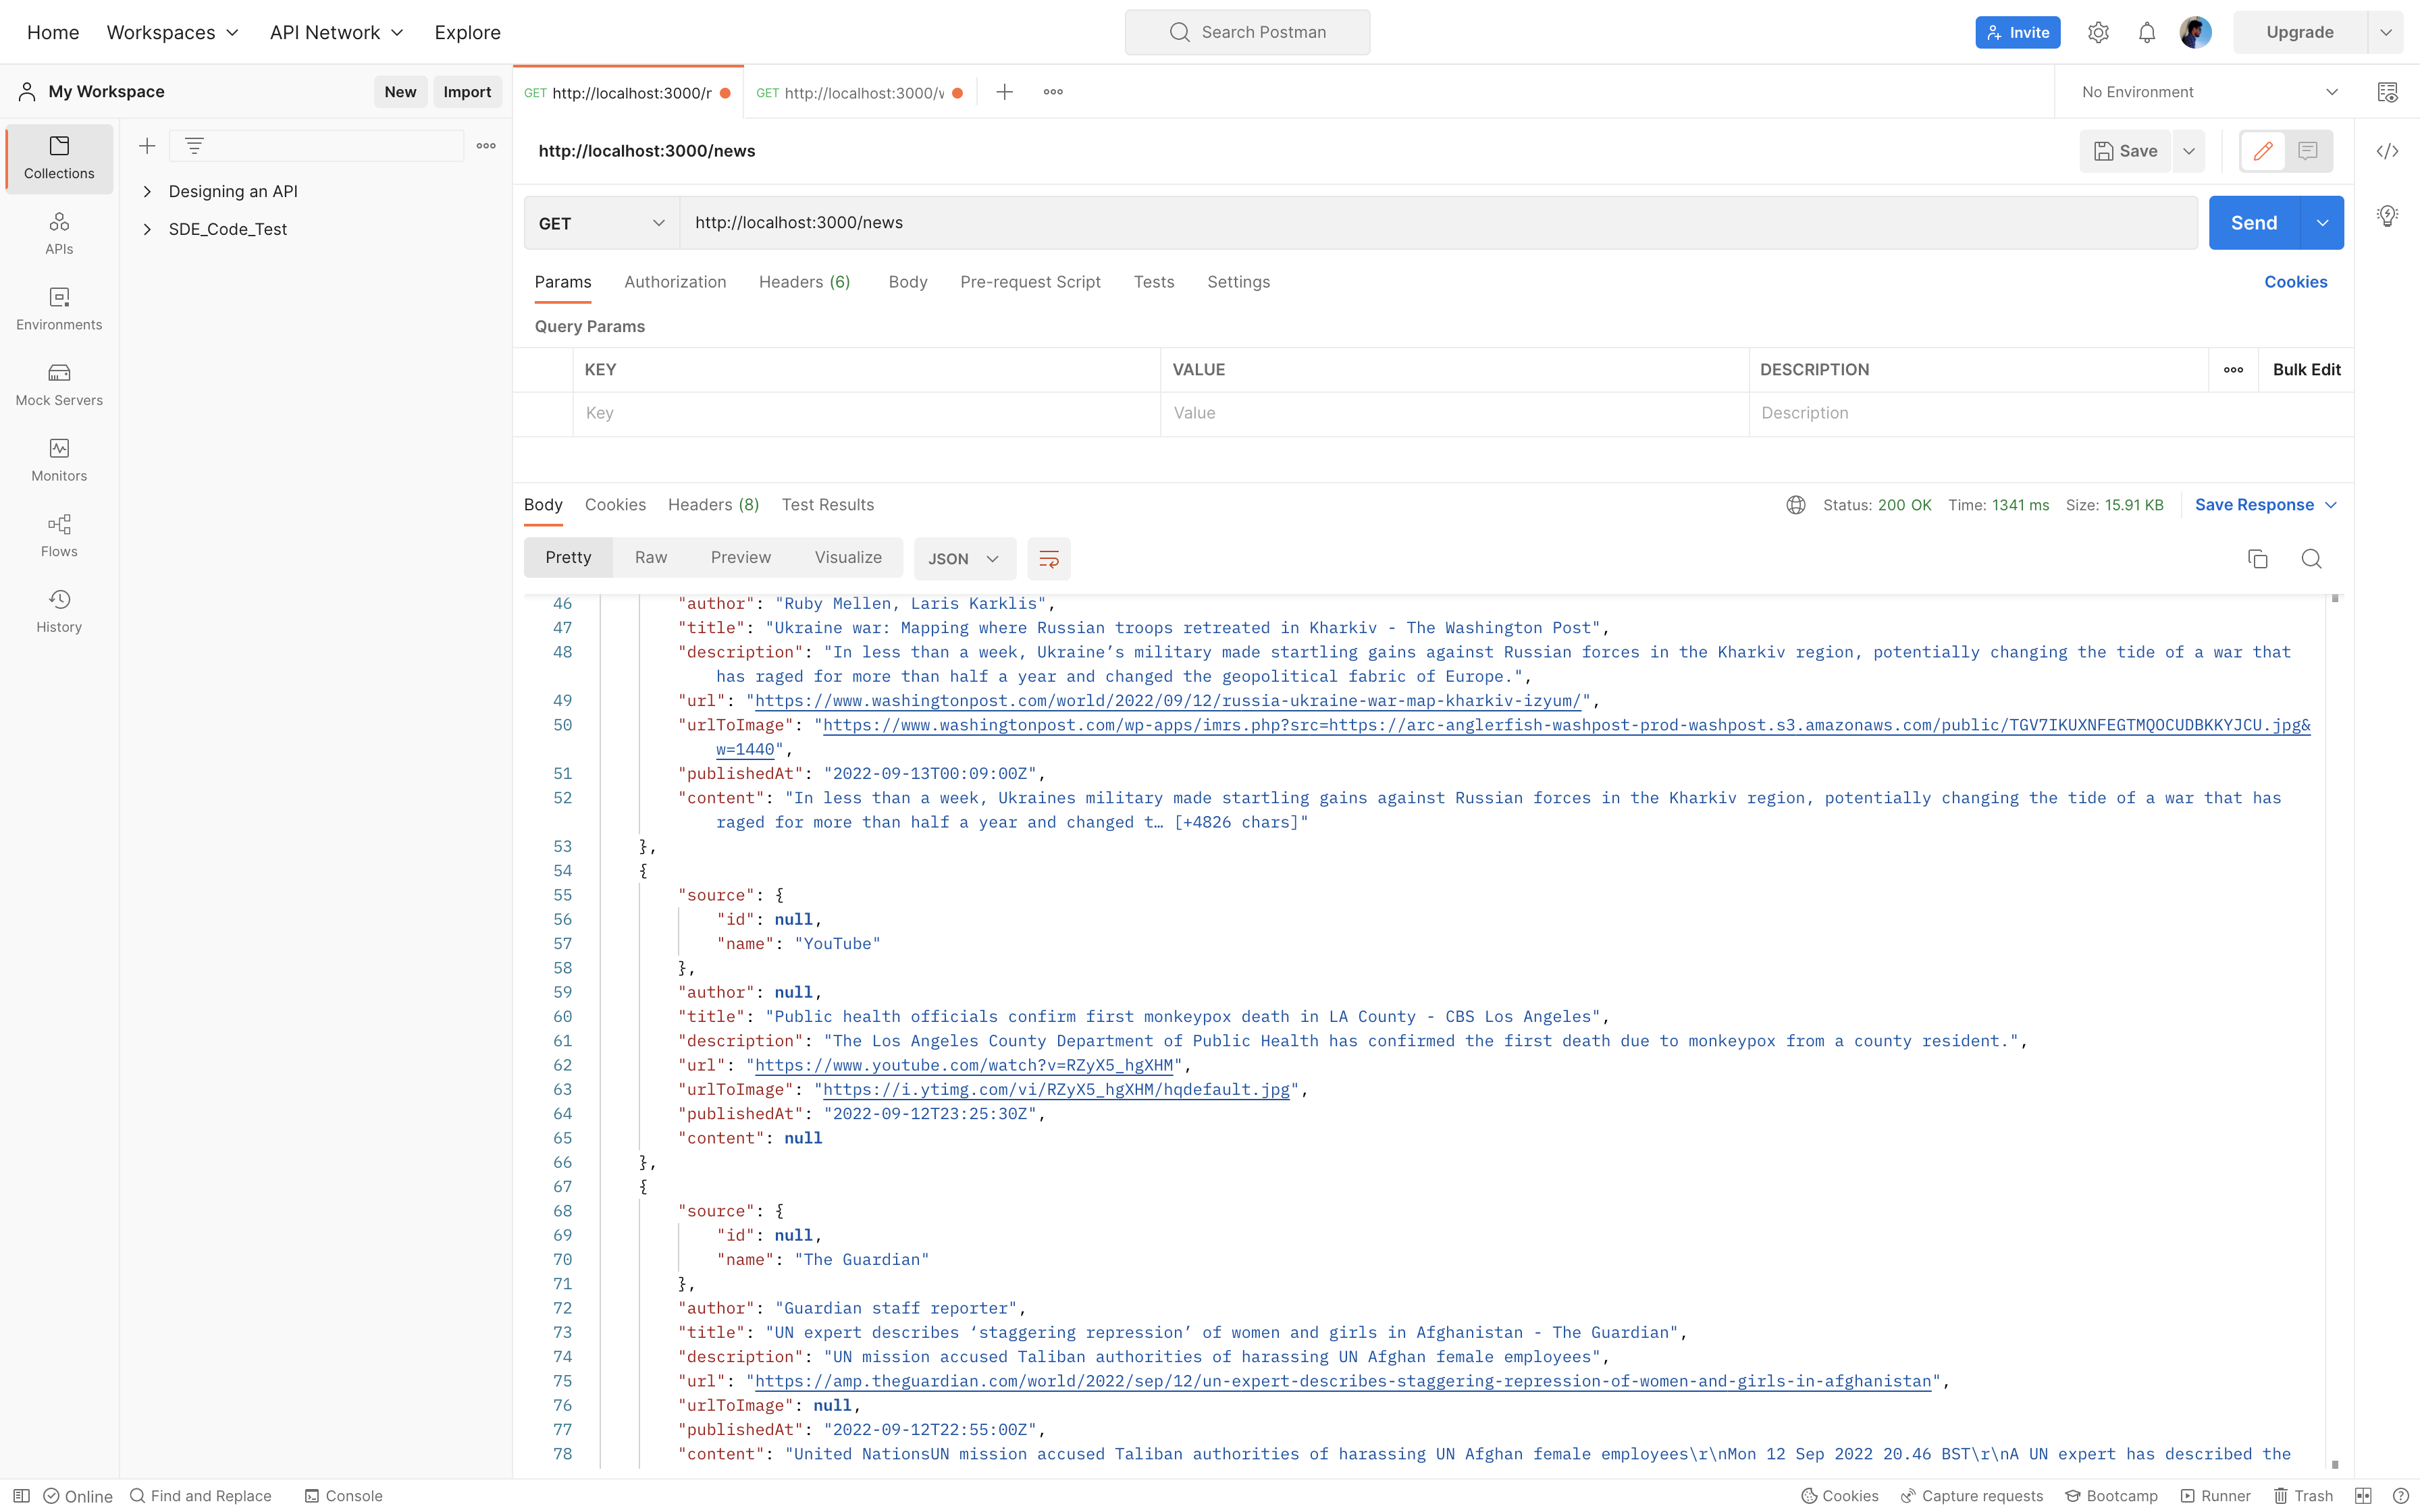 Home Workspaces API Network Explore Search Postman Invite Upgrade
My Workspace New Import GET http://localhost:3000/r GET http://localhost:3000/v No Environment
Collections
APIs
Environments
Mock Servers
Monitors
Flows
History
Designing an API
SDE_Code_Test
http://localhost:3000/news Save
GET http://localhost:3000/news Send
Params Authorization Headers (6) Body Pre-request Script Tests Settings Cookies
Query Params
KEY VALUE DESCRIPTION Bulk Edit
Key Value Description
Body Cookies Headers (8) Test Results Status: 200 OK Time: 1341 ms Size: 15.91 KB Save Response
Pretty Raw Preview Visualize JSON
46 "author": "Ruby Mellen, Laris Karklis",
47 "title": "Ukraine war: Mapping where Russian troops retreated in Kharkiv - The Washington Post",
48 "description": "In less than a week, Ukraine’s military made startling gains against Russian forces in the Kharkiv region, potentially changing the tide of a war that
has raged for more than half a year and changed the geopolitical fabric of Europe.",
49 "url": "https://www.washingtonpost.com/world/2022/09/12/russia-ukraine-war-map-kharkiv-izyum/",
50 "urlToImage": "https://www.washingtonpost.com/wp-apps/imrs.php?src=https://arc-anglerfish-washpost-prod-washpost.s3.amazonaws.com/public/TGV7IKUXNFEGTMQOCUDBKKYJCU.jpg&
w=1440",
51 "publishedAt": "2022-09-13T00:09:00Z",
52 "content": "In less than a week, Ukraines military made startling gains against Russian forces in the Kharkiv region, potentially changing the tide of a war that has
raged for more than half a year and changed t… [+4826 chars]"
53 },
54 {
55 "source": {
56 "id": null,
57 "name": "YouTube"
58 },
59 "author": null,
60 "title": "Public health officials confirm first monkeypox death in LA County - CBS Los Angeles",
61 "description": "The Los Angeles County Department of Public Health has confirmed the first death due to monkeypox from a county resident.",
62 "url": "https://www.youtube.com/watch?v=RZyX5_hgXHM",
63 "urlToImage": "https://i.ytimg.com/vi/RZyX5_hgXHM/hqdefault.jpg",
64 "publishedAt": "2022-09-12T23:25:30Z",
65 "content": null
66 },
67 {
68 "source": {
69 "id": null,
70 "name": "The Guardian"
71 },
72 "author": "Guardian staff reporter",
73 "title": "UN expert describes ‘staggering repression’ of women and girls in Afghanistan - The Guardian",
74 "description": "UN mission accused Taliban authorities of harassing UN Afghan female employees",
75 "url": "https://amp.theguardian.com/world/2022/sep/12/un-expert-describes-staggering-repression-of-women-and-girls-in-afghanistan",
76 "urlToImage": null,
77 "publishedAt": "2022-09-12T22:55:00Z",
78 "content": "United NationsUN mission accused Taliban authorities of harassing UN Afghan female employees\r\nMon 12 Sep 2022 20.46 BST\r\nA UN expert has described the
Online Find and Replace Console Cookies Capture requests Bootcamp Runner Trash